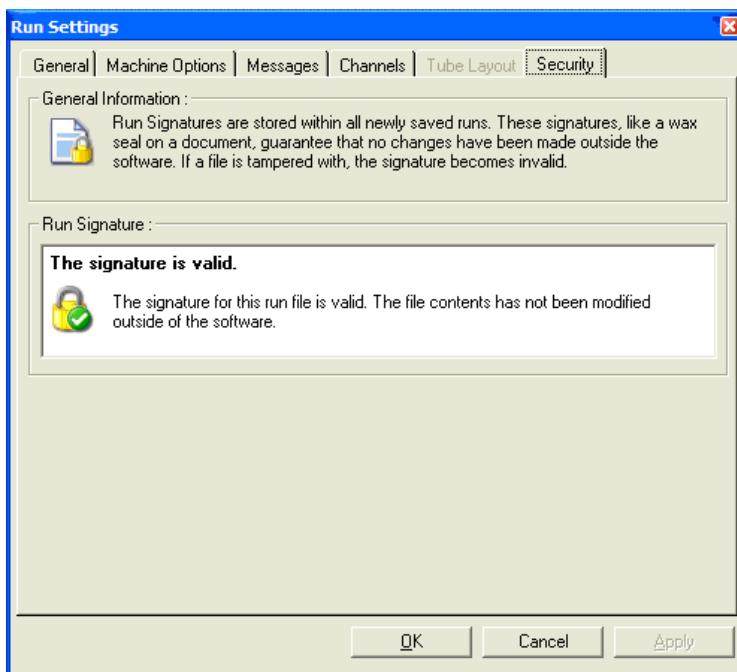 Run Settings
General Machine Options Messages Channels Tube Layout Security
General Information :
Run Signatures are stored within all newly saved runs. These signatures, like a wax
seal on a document, guarantee that no changes have been made outside the
software. If a file is tampered with, the signature becomes invalid.
Run Signature :
The signature is valid.
The signature for this run file is valid. The file contents has not been modified
outside of the software.
OK Cancel Apply